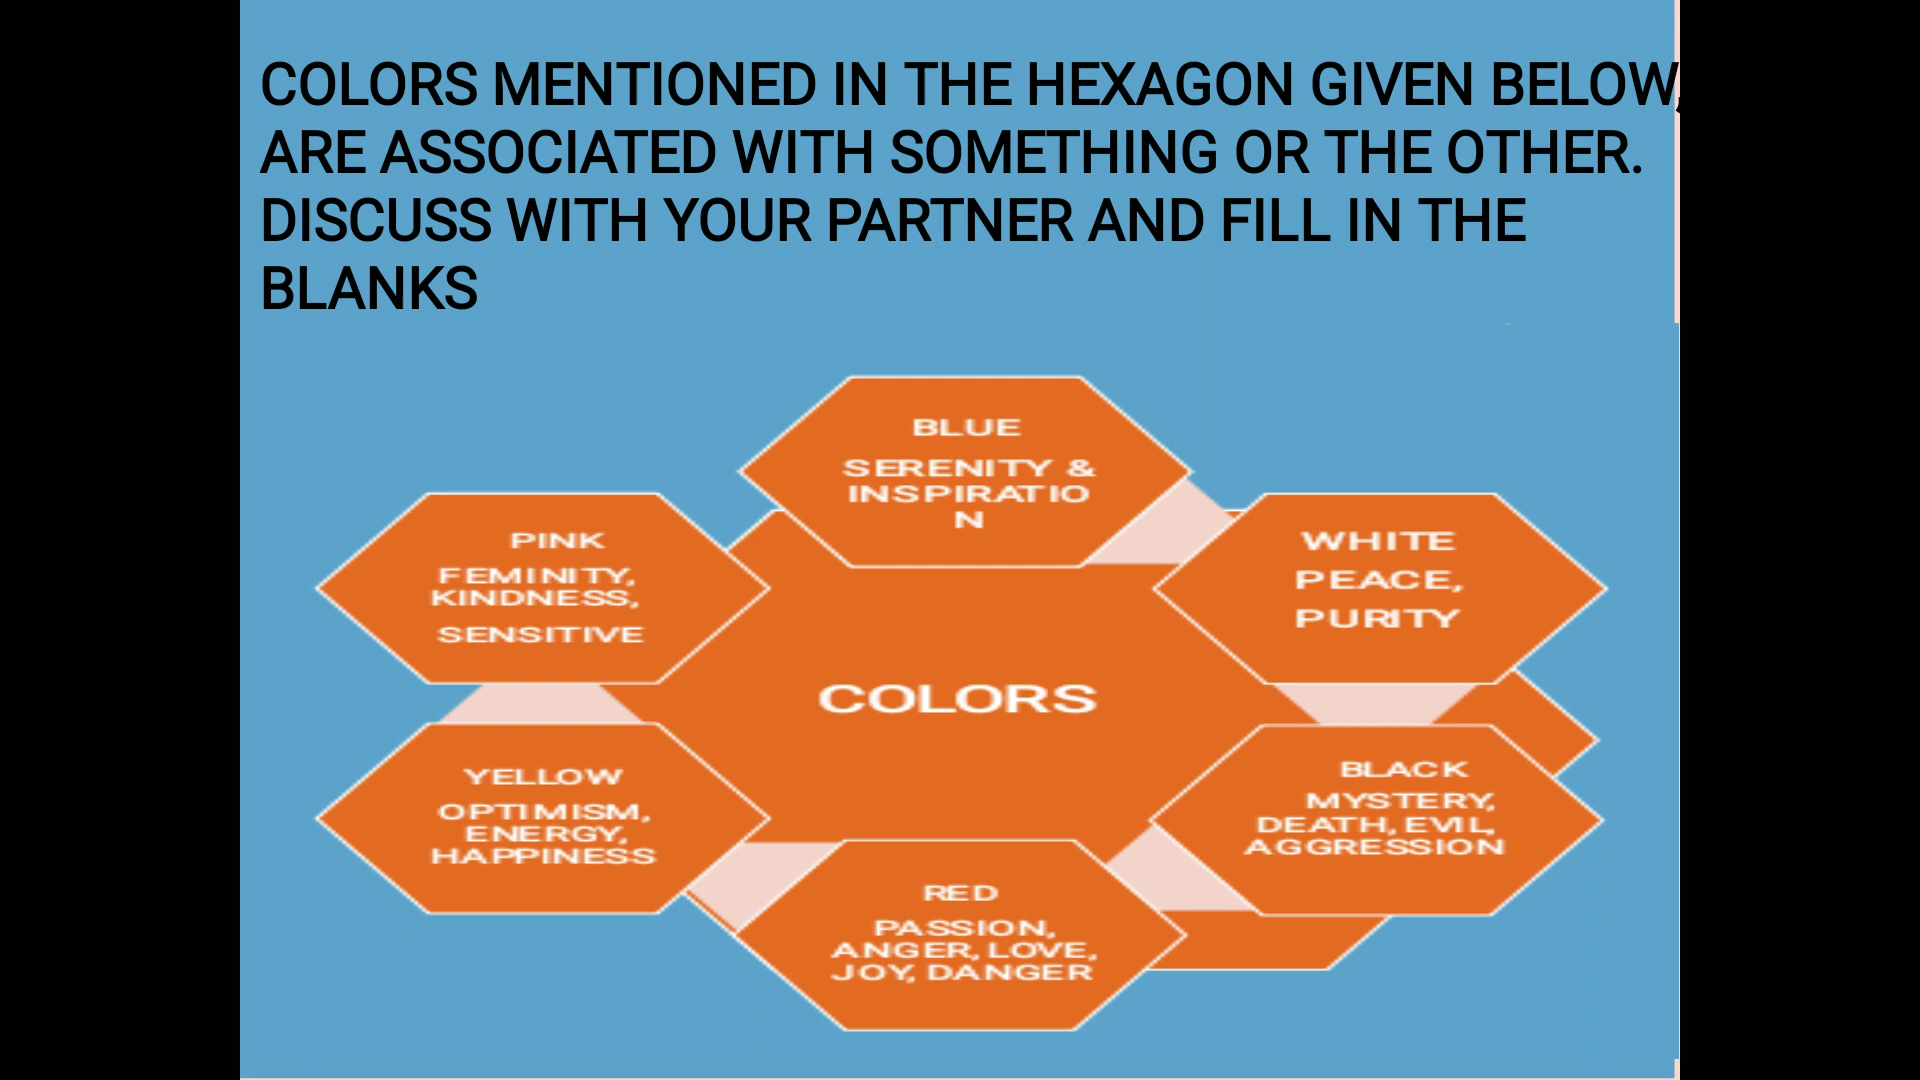 COLORS MENTIONED IN THE HEXAGON GIVEN BELOW,
ARE ASSOCIATED WITH SOMETHING OR THE OTHER.
DISCUSS WITH YOUR PARTNER AND FILL IN THE
BLANKS
BLUE
SERENITY &
INSPIRATIO
N
PINK
FEMINITY,
KINDNESS,
SENSITIVE
WHITE
PEACE,
PURITY
COLORS
YELLOW
OPTIMISM,
ENERGY,
HAPPINESS
BLACK
MYSTERY,
DEATH, EVIL,
AGGRESSION
RED
PASSION,
ANGER, LOVE,
JOY, DANGER